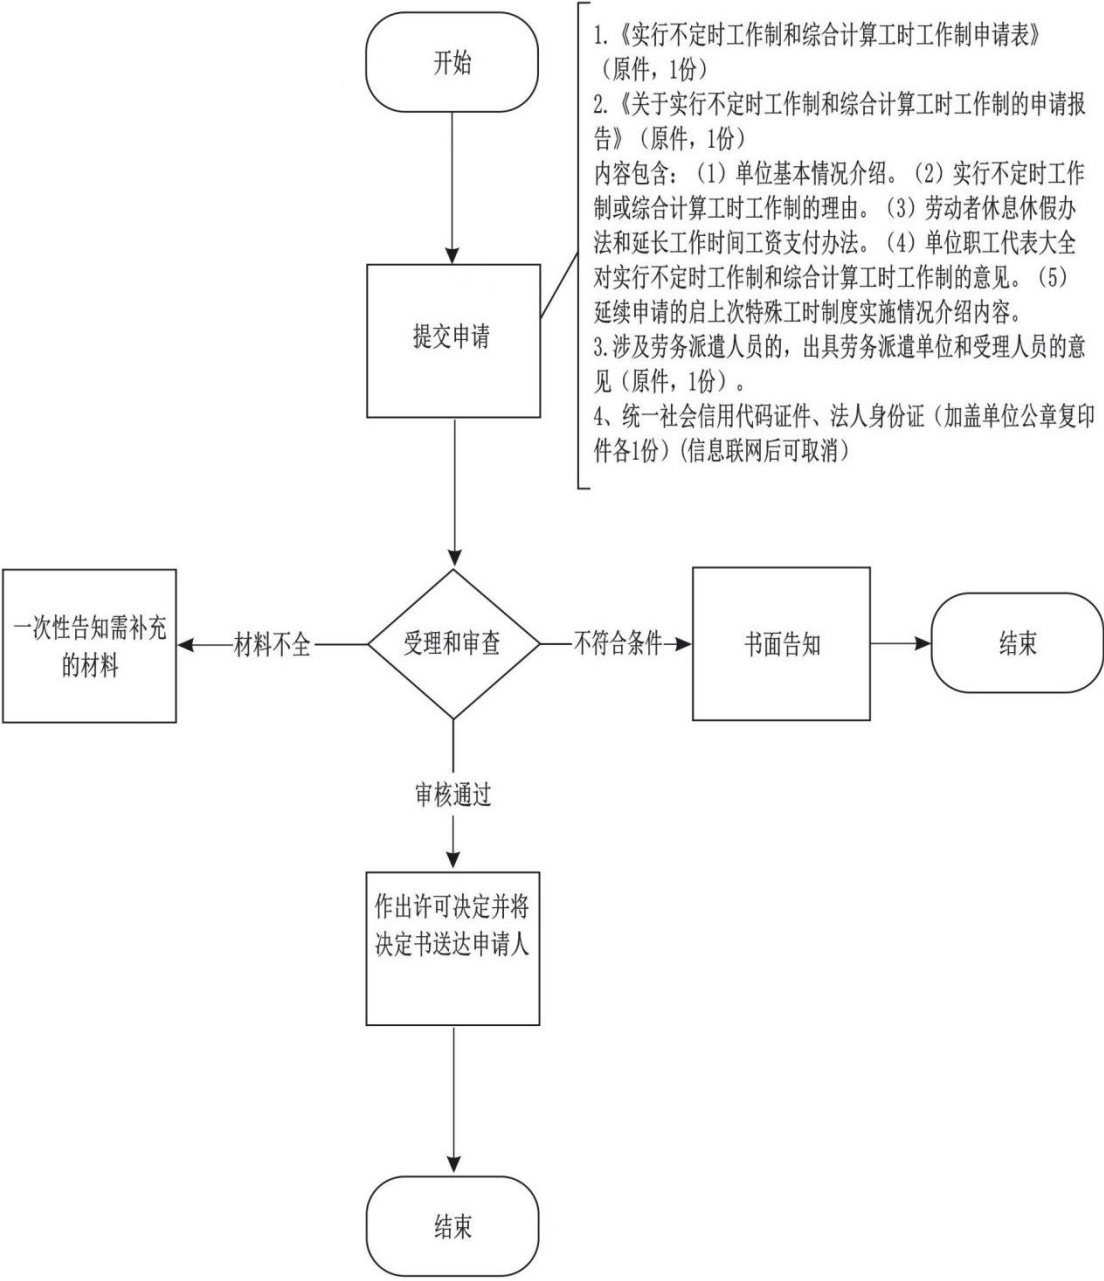 开始
1.《实行不定时工作制和综合计算工时工作制申请表》
（原件，1份）
2.《关于实行不定时工作制和综合计算工时工作制的申请报
告》（原件，1份）
内容包含：（1）单位基本情况介绍。（2）实行不定时工作
制或综合计算工时工作制的理由。（3）劳动者休息休假办
法和延长工作时间工资支付办法。（4）单位职工代表大全
对实行不定时工作制和综合计算工时工作制的意见。（5）
延续申请的启上次特殊工时制度实施情况介绍内容。
3.涉及劳务派遣人员的，出具劳务派遣单位和受理人员的意
见（原件，1份）。
4、统一社会信用代码证件、法人身份证（加盖单位公章复印
件各1份）(信息联网后可取消）
提交申请
受理和审查
材料不全
一次性告知需补充
的材料
不符合条件
书面告知
结束
审核通过
作出许可决定并将
决定书送达申请人
结束